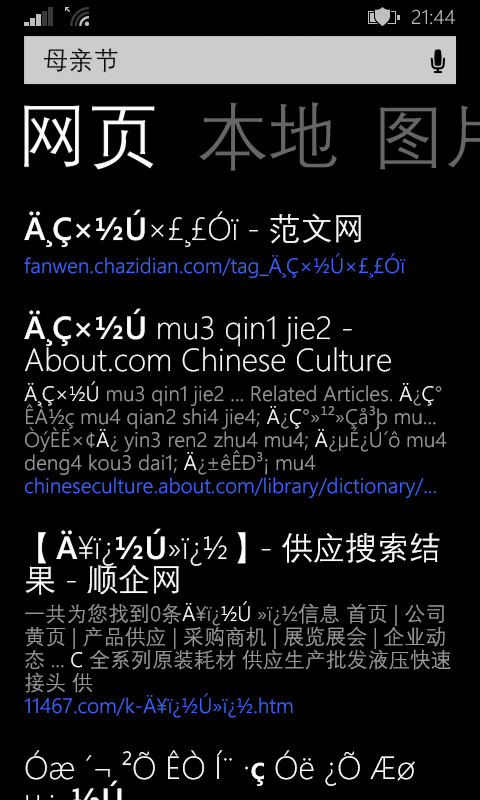 21:44
母亲节
网页 本地 图片
Ä¸Ç×½Ú×£¸£Óï - 范文网
fanwen.chazidian.com/tag_Ä¸Ç×½Ú×£¸£Óï
Ä¸Ç×½Ú mu3 qin1 jie2 -
About.com Chinese Culture
Ä¸Ç×½Ú mu3 qin1 jie2 ... Related Articles. Ä¿Ç°
ÊÀ½ç mu4 qian2 shi4 jie4; Ä¿Ç°»¹²»Çå³þ mu...
ÒýÈË×¢Ä¿ yin3 ren2 zhu4 mu4; Ä¿µÉ¿Ú´ô mu4
deng4 kou3 dai1; Ä¿±êÊÐ³¡ mu4
chineseculture.about.com/library/dictionary/...
【 Ä¥ï¿½Ú»ï¿½ 】- 供应搜索结
果 - 顺企网
一共为您找到0条Ä¥ï¿½Ú »ï¿½信息 首页 | 公司
黄页 | 产品供应 | 采购商机 | 展览展会 | 企业动
态 ... C 全系列原装耗材 供应生产批发液压快速
接头 供
11467.com/k-Ä¥ï¿½Ú»ï¿½.htm
Óæ ´¬ ²Õ ÊÒ Í¨ ·ç Óë ¿Õ Æø